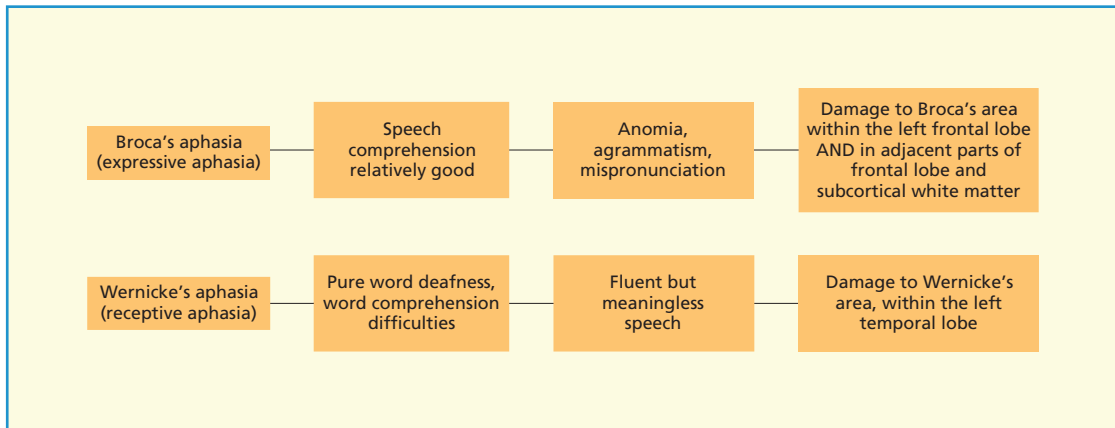 Broca's aphasia
(expressive aphasia)
Speech
comprehension
relatively good
Anomia,
agrammatism,
mispronunciation
Damage to Broca's area
within the left frontal lobe
AND in adjacent parts of
frontal lobe and
subcortical white matter
Wernicke's aphasia
(receptive aphasia)
Pure word deafness,
word comprehension
difficulties
Fluent but
meaningless
speech
Damage to Wernicke's
area, within the left
temporal lobe